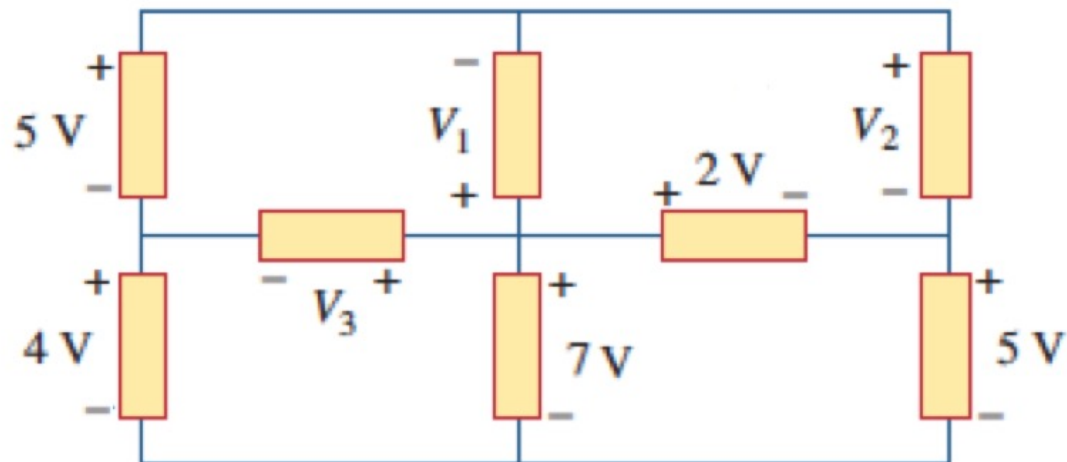 + − +
5 V V₁ V₂
2 V
− + + − −
+ − + + +
V₃
4 V 7 V 5 V
− − −